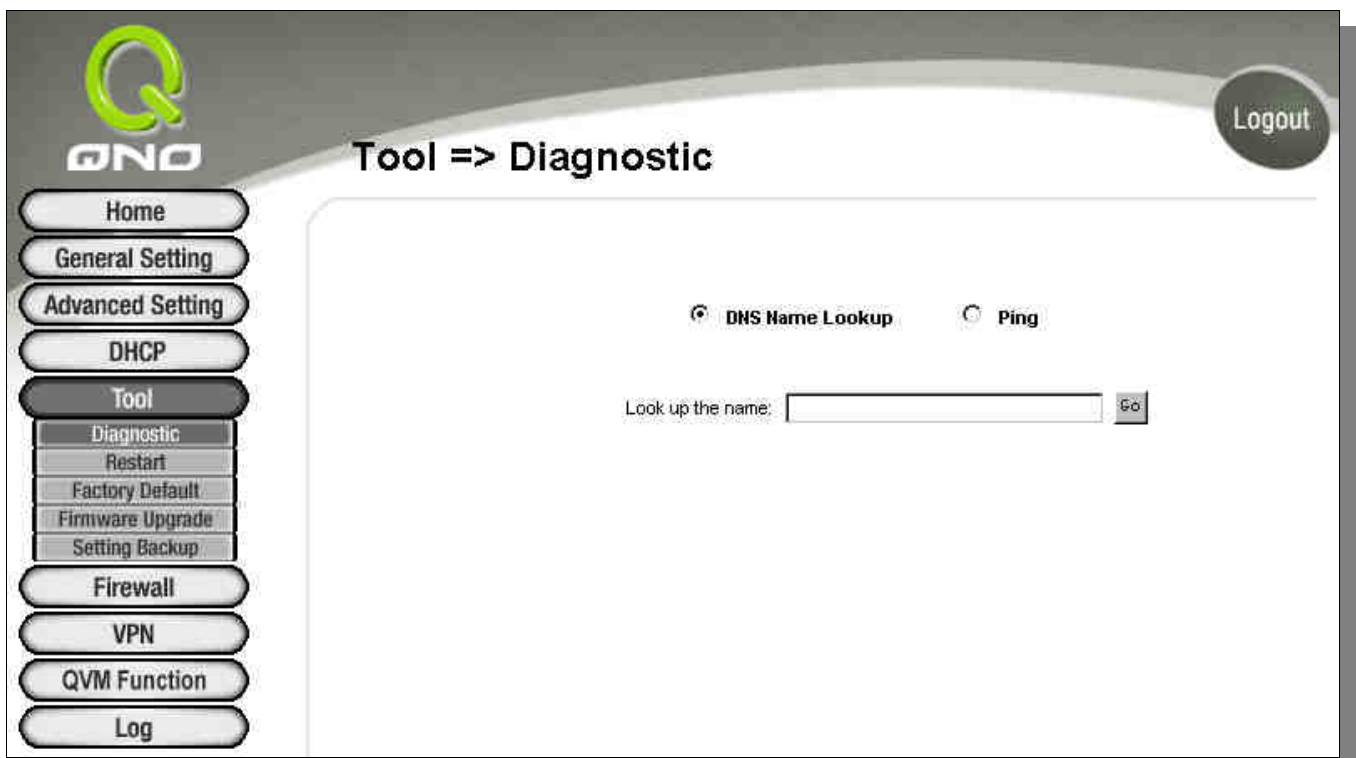 QNO
Logout
Tool => Diagnostic
Home
General Setting
Advanced Setting
DHCP
Tool
Diagnostic
Restart
Factory Default
Firmware Upgrade
Setting Backup
Firewall
VPN
QVM Function
Log
DNS Name Lookup Ping
Look up the name: Go